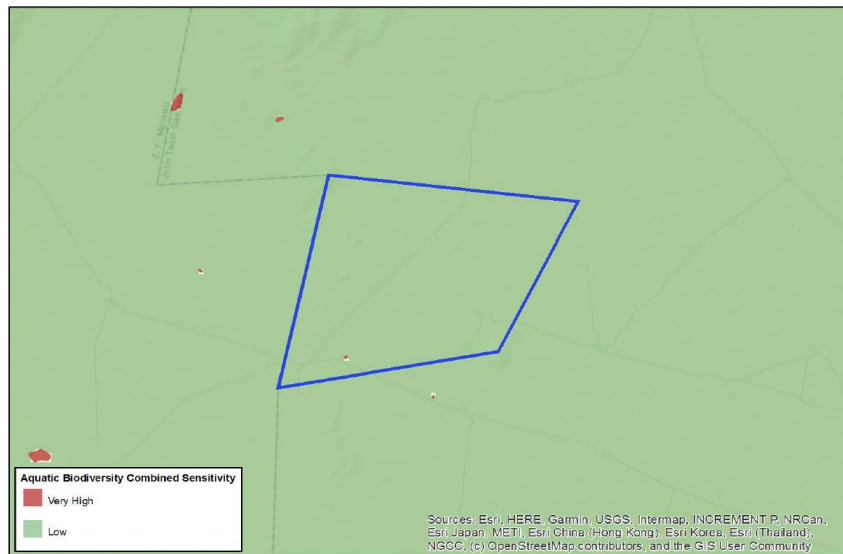 Z F Mgcawu
Aquatic Biodiversity Combined Sensitivity
Very High
Low
Sources: Esri, HERE, Garmin, USGS, Intermap, INCREMENT P, NRCan,
Esri Japan, METI, Esri China (Hong Kong), Esri Korea, Esri (Thailand),
NGCC, (c) OpenStreetMap contributors, and the GIS User Community